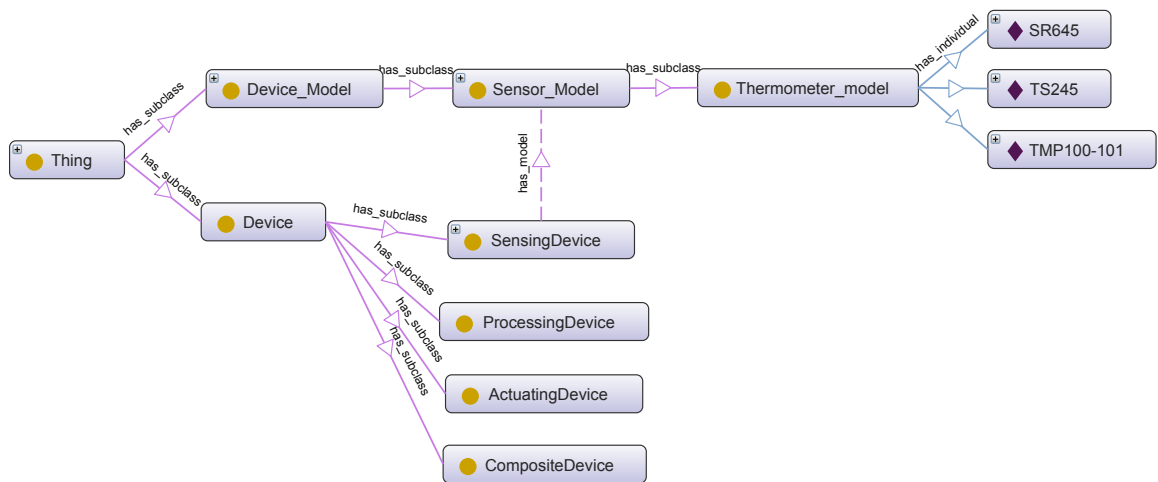 has_individual
SR645
has_subclass
has_subclass
Device_Model
Sensor_Model
Thermometer_model
TS245
has_subclass
TMP100-101
Thing
has_model
has_subclass
Device
has_subclass
SensingDevice
has_subclass
ProcessingDevice
has_subclass
has_subclass
ActuatingDevice
CompositeDevice